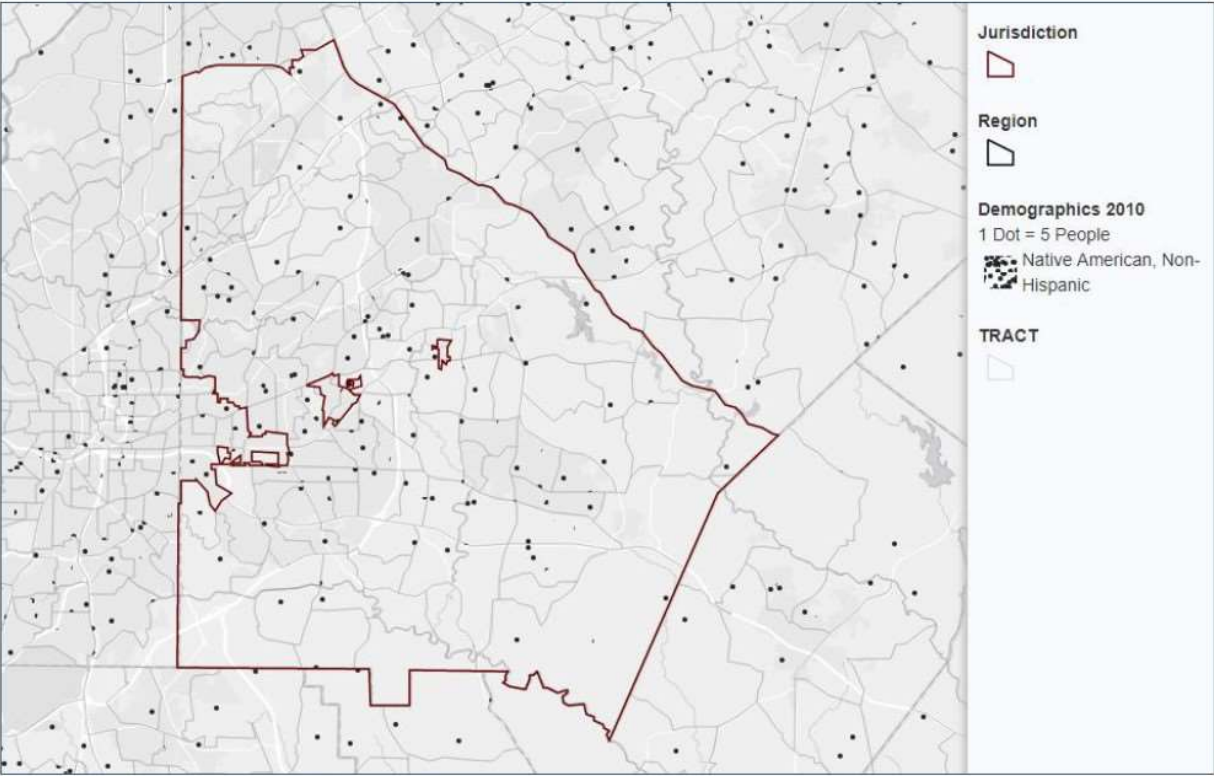 Jurisdiction
Region
Demographics 2010
1 Dot = 5 People
Native American, Non-
Hispanic
TRACT